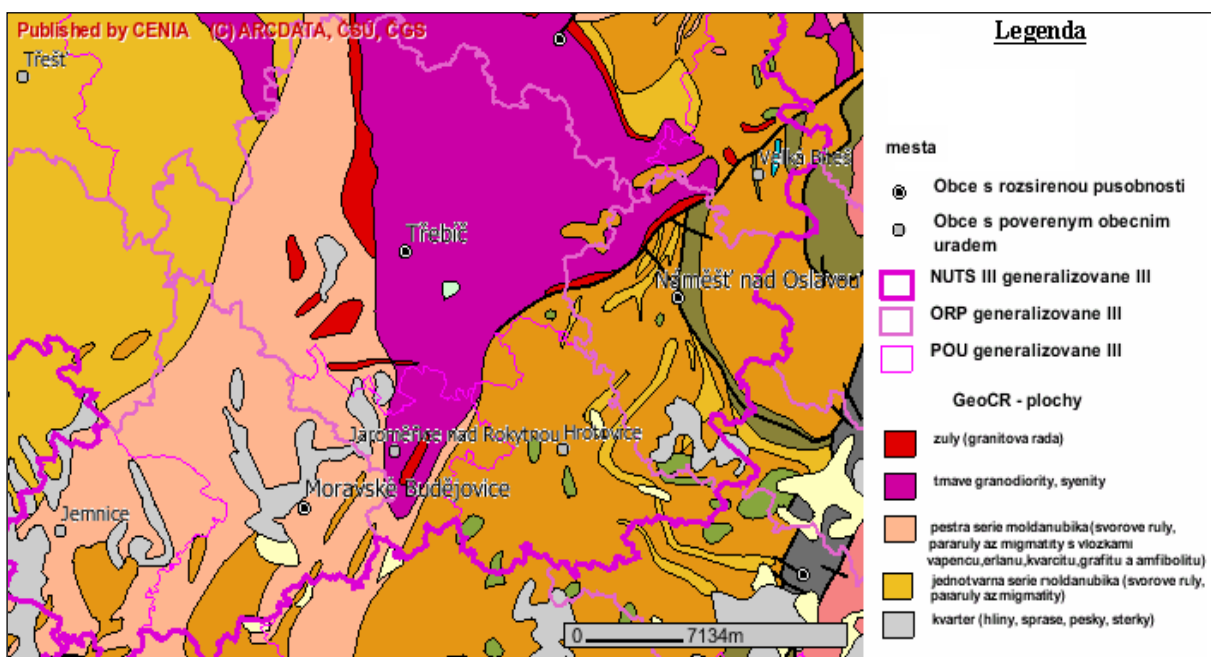 Published by CENIA (C) ARCDATA, ČSÚ, ČGS
Třešť
Velká Bíteš
Třebíč
Náměšť nad Oslavou
Jaroměřice nad Rokytnou
Hrotovice
Moravské Budějovice
Jemnice
0 7134m
Legenda
mesta
Obce s rozsirenou pusobnosti
Obce s poverenym obecnim
uradem
NUTS III generalizovane III
ORP generalizovane III
POU generalizovane III
GeoCR - plochy
zuly (granitova rada)
tmave granodiority, syenity
pestra serie moldanubika (svorove ruly,
pararuly az migmatity s vlozkami
vapencu,erlanu,kvarcitu,grafitu a amfibolitu)
jednotvarna serie moldanubika (svorove ruly,
pararuly az migmatity)
kvarter (hliny, sprase, pesky, sterky)